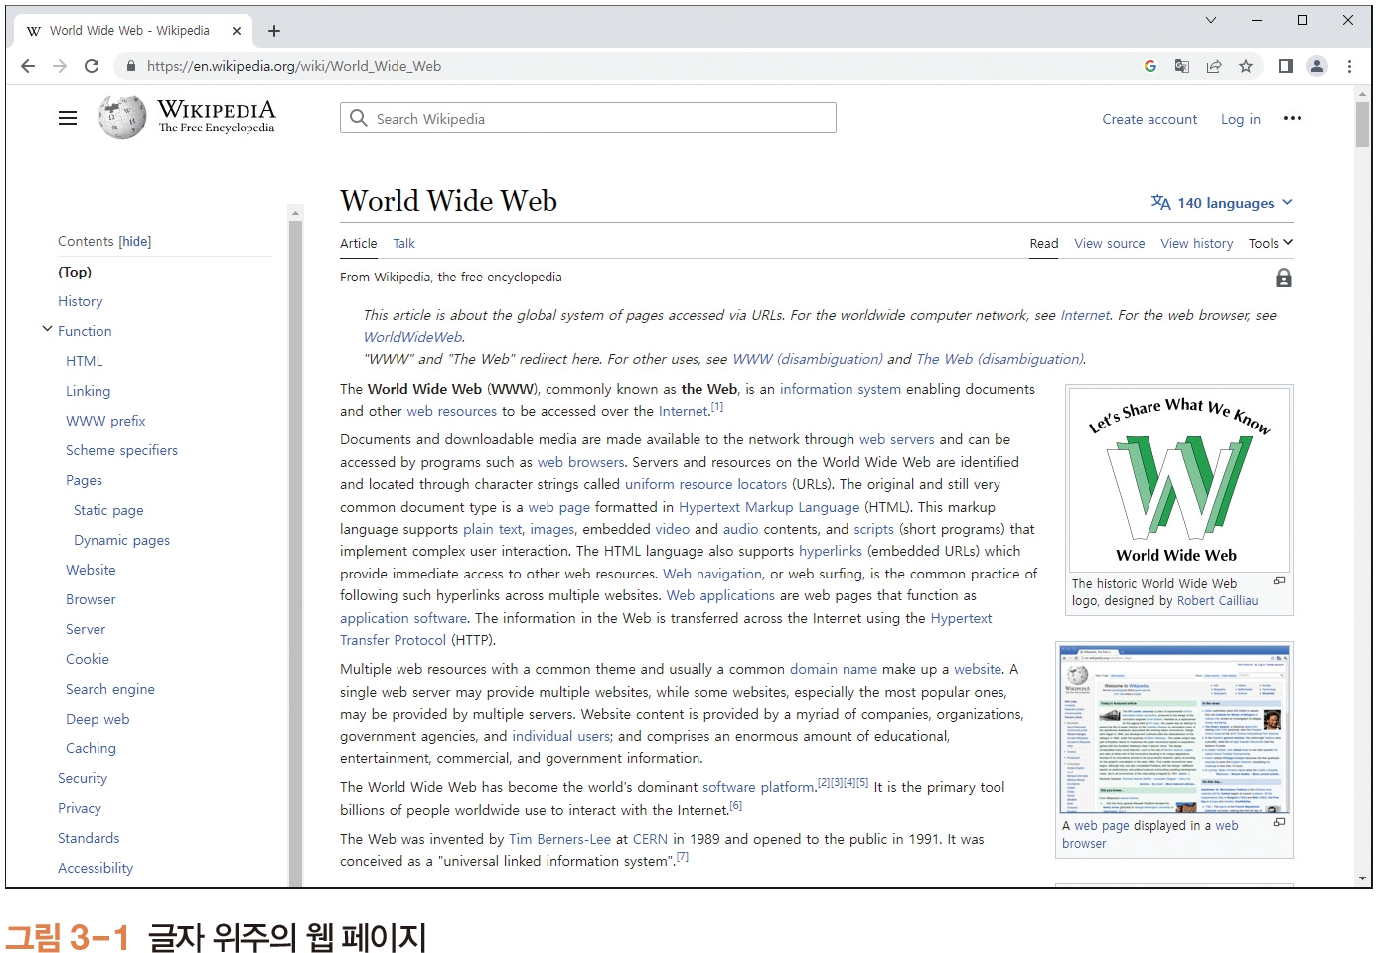 World Wide Web - Wikipedia
https://en.wikipedia.org/wiki/World_Wide_Web
WIKIPEDIA
The Free Encyclopedia
Search Wikipedia
Create account Log in
World Wide Web
140 languages
Article Talk
Read View source View history Tools
From Wikipedia, the free encyclopedia
Contents [hide]
(Top)
History
Function
HTML
Linking
WWW prefix
Scheme specifiers
Pages
Static page
Dynamic pages
Website
Browser
Server
Cookie
Search engine
Deep web
Caching
Security
Privacy
Standards
Accessibility
This article is about the global system of pages accessed via URLs. For the worldwide computer network, see Internet. For the web browser, see
WorldWideWeb.
"WWW" and "The Web" redirect here. For other uses, see WWW (disambiguation) and The Web (disambiguation).
The World Wide Web (WWW), commonly known as the Web, is an information system enabling documents
and other web resources to be accessed over the Internet.[1]
Documents and downloadable media are made available to the network through web servers and can be
accessed by programs such as web browsers. Servers and resources on the World Wide Web are identified
and located through character strings called uniform resource locators (URLs). The original and still very
common document type is a web page formatted in Hypertext Markup Language (HTML). This markup
language supports plain text, images, embedded video and audio contents, and scripts (short programs) that
implement complex user interaction. The HTML language also supports hyperlinks (embedded URLs) which
provide immediate access to other web resources. Web navigation, or web surfing, is the common practice of
following such hyperlinks across multiple websites. Web applications are web pages that function as
application software. The information in the Web is transferred across the Internet using the Hypertext
Transfer Protocol (HTTP).
Multiple web resources with a common theme and usually a common domain name make up a website. A
single web server may provide multiple websites, while some websites, especially the most popular ones,
may be provided by multiple servers. Website content is provided by a myriad of companies, organizations,
government agencies, and individual users; and comprises an enormous amount of educational,
entertainment, commercial, and government information.
The World Wide Web has become the world's dominant software platform.[2][3][4][5] It is the primary tool
billions of people worldwide use to interact with the Internet.[6]
The Web was invented by Tim Berners-Lee at CERN in 1989 and opened to the public in 1991. It was
conceived as a "universal linked information system".[7]
Let's Share What We Know
World Wide Web
The historic World Wide Web
logo, designed by Robert Cailliau
Welcome to Wikipedia
A web page displayed in a web
browser
그림 3-1 글자 위주의 웹 페이지